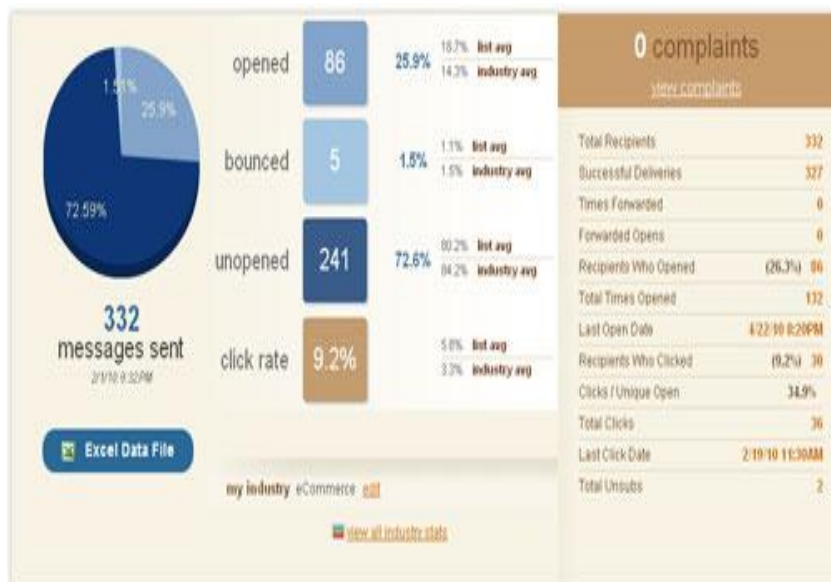 1.51%
25.9%
72.59%
332
messages sent
2/1/10 9:32PM
Excel Data File
opened 86 25.9% 18.7% list avg
14.3% industry avg
bounced 5 1.5% 1.1% list avg
1.5% industry avg
unopened 241 72.6% 80.2% list avg
84.2% industry avg
click rate 9.2% 5.8% list avg
3.3% industry avg
my industry eCommerce edit
view all industry stats
0 complaints
view complaints
Total Recipients 332
Successful Deliveries 327
Times Forwarded 0
Forwarded Opens 0
Recipients Who Opened (26.3%) 86
Total Times Opened 132
Last Open Date 4/22/10 8:20PM
Recipients Who Clicked (9.2%) 30
Clicks / Unique Open 34.9%
Total Clicks 36
Last Click Date 2/19/10 11:30AM
Total Unsubs 2